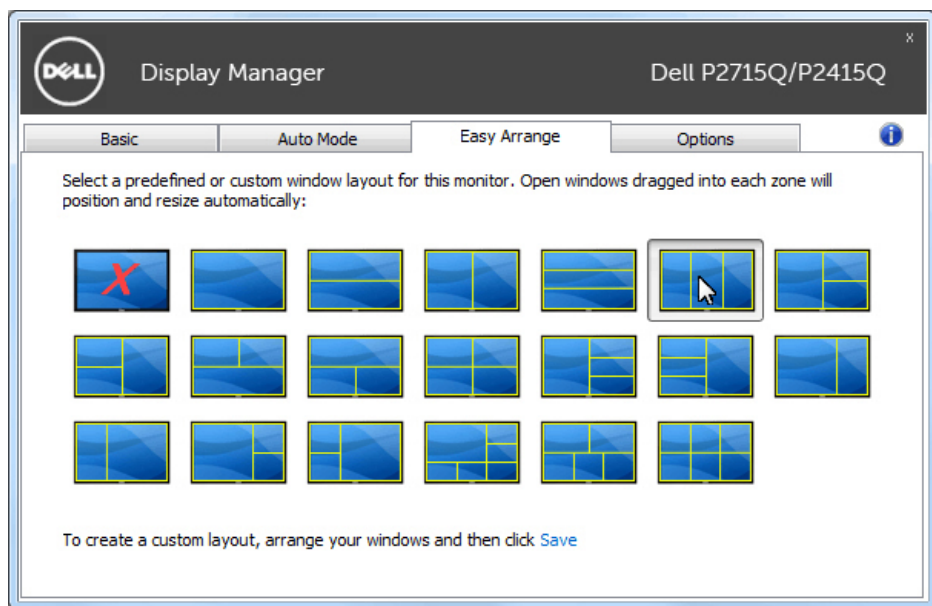 x
DELL
Display Manager
Dell P2715Q/P2415Q
Basic
Auto Mode
Easy Arrange
Options
i
Select a predefined or custom window layout for this monitor. Open windows dragged into each zone will
position and resize automatically:
X
To create a custom layout, arrange your windows and then click Save